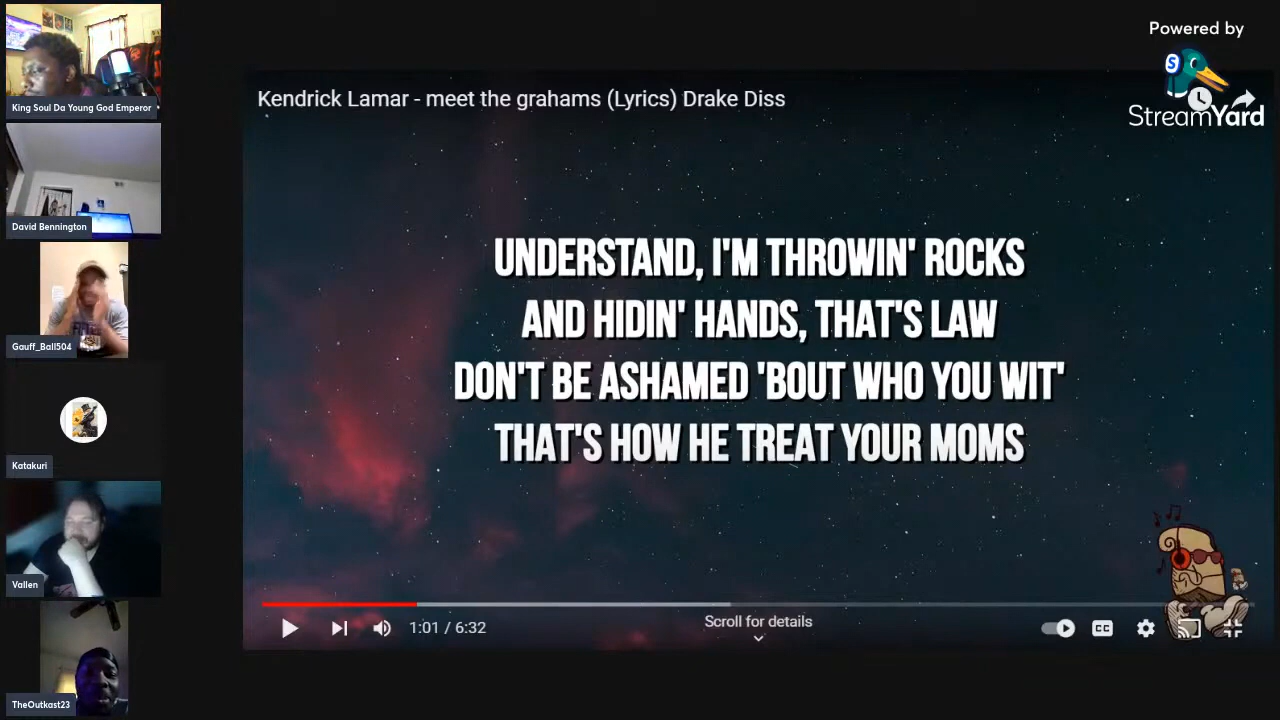 Powered by
StreamYard
King Soul Da Young God Emperor
David Bennington
Gauff_Ball504
Katakuri
Vallen
TheOutkast23
Kendrick Lamar - meet the grahams (Lyrics) Drake Diss
UNDERSTAND, I'M THROWIN' ROCKS
AND HIDIN' HANDS, THAT'S LAW
DON'T BE ASHAMED 'BOUT WHO YOU WIT'
THAT'S HOW HE TREAT YOUR MOMS
1:01 / 6:32
Scroll for details
CC